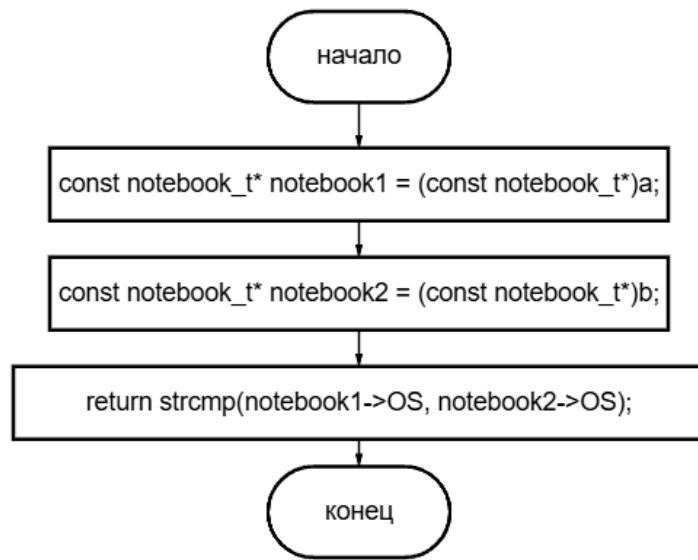 начало
const notebook_t* notebook1 = (const notebook_t*)a;
const notebook_t* notebook2 = (const notebook_t*)b;
return strcmp(notebook1->OS, notebook2->OS);
конец